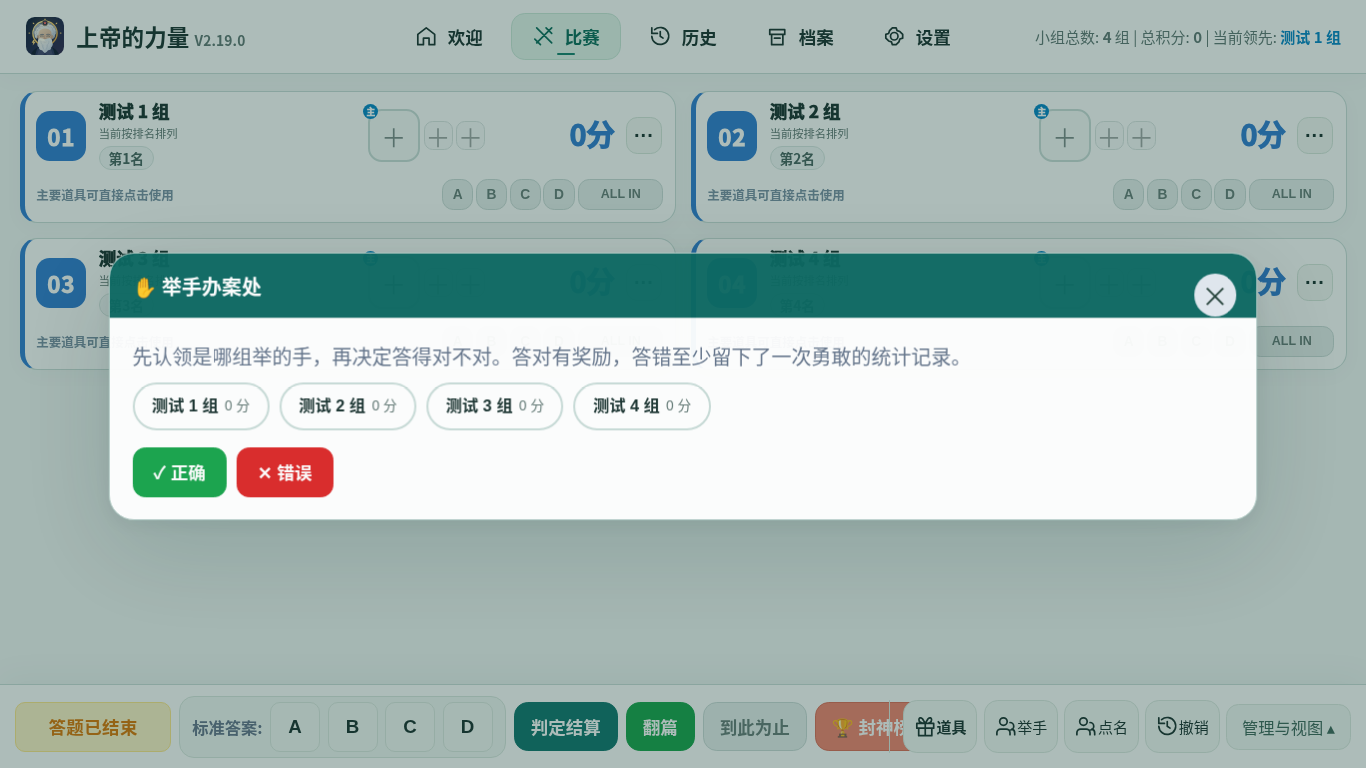 上帝的力量 V2.19.0
欢迎
比赛
历史
档案
设置
小组总数: 4 组 | 总积分: 0 | 当前领先: 测试 1 组
01
测试 1 组
当前按排名排列
第1名
主
0分
主要道具可直接点击使用
A
B
C
D
ALL IN
02
测试 2 组
当前按排名排列
第2名
主
0分
主要道具可直接点击使用
A
B
C
D
ALL IN
03
测试 3 组
0分
04
测试 4 组
0分
ALL IN
✋ 举手办案处
先认领是哪组举的手，再决定答得对不对。答对有奖励，答错至少留下了一次勇敢的统计记录。
测试 1 组 0 分
测试 2 组 0 分
测试 3 组 0 分
测试 4 组 0 分
✓ 正确
✕ 错误
答题已结束
标准答案:
A
B
C
D
判定结算
翻篇
到此为止
🏆 封神榜
道具
举手
点名
撤销
管理与视图 ▴